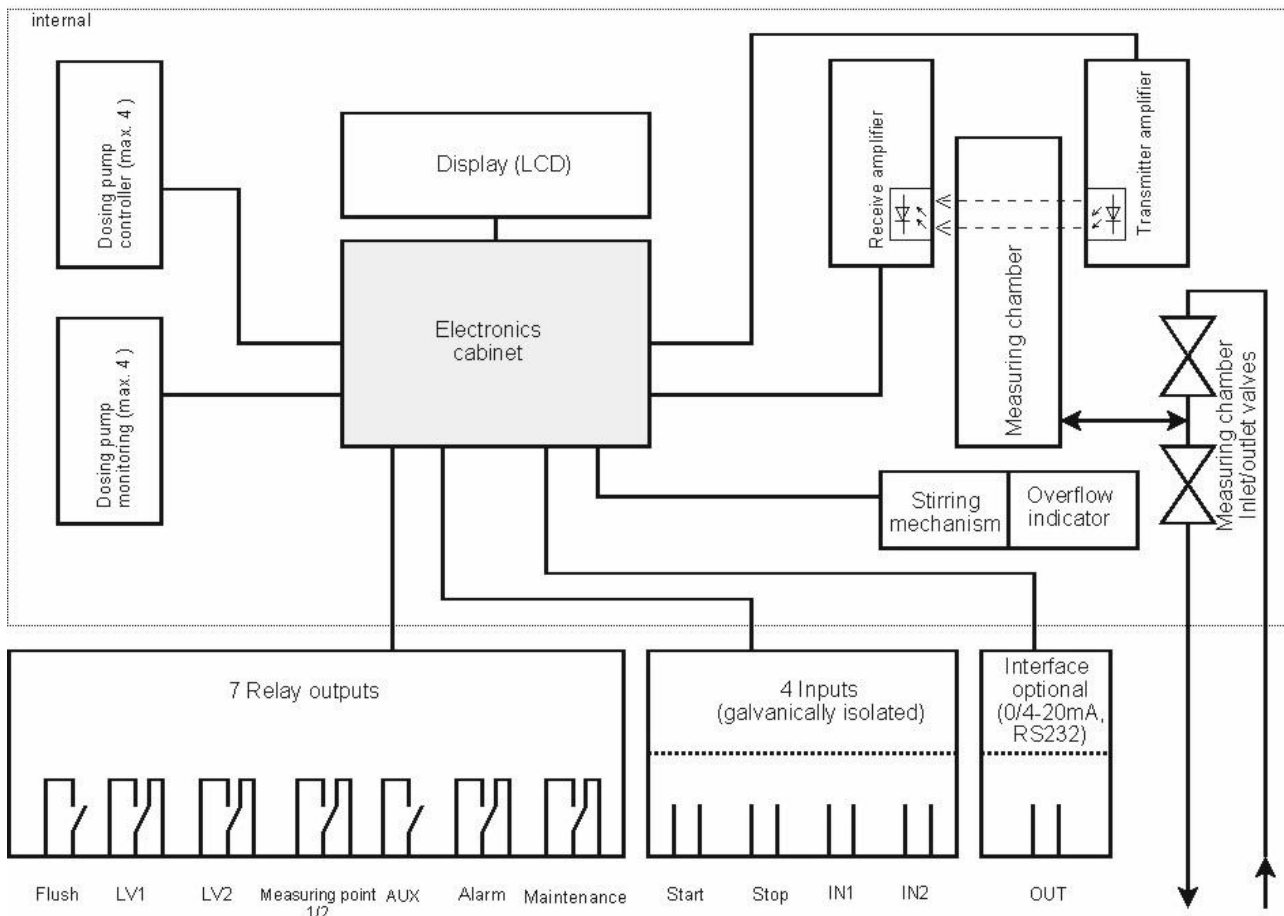 internal
Dosing pump
controller (max. 4 )
Display (LCD)
Receive amplifier
Transmitter amplifier
Measuring chamber
Electronics
cabinet
Dosing pump
monitoring (max. 4 )
Measuring chamber
Inlet/outlet valves
Stirring
mechanism
Overflow
indicator
7 Relay outputs
4 Inputs
(galvanically isolated)
Interface
optional
(0/4-20mA,
RS232)
Flush
LV1
LV2
Measuring point
1/2
AUX
Alarm
Maintenance
Start
Stop
IN1
IN2
OUT